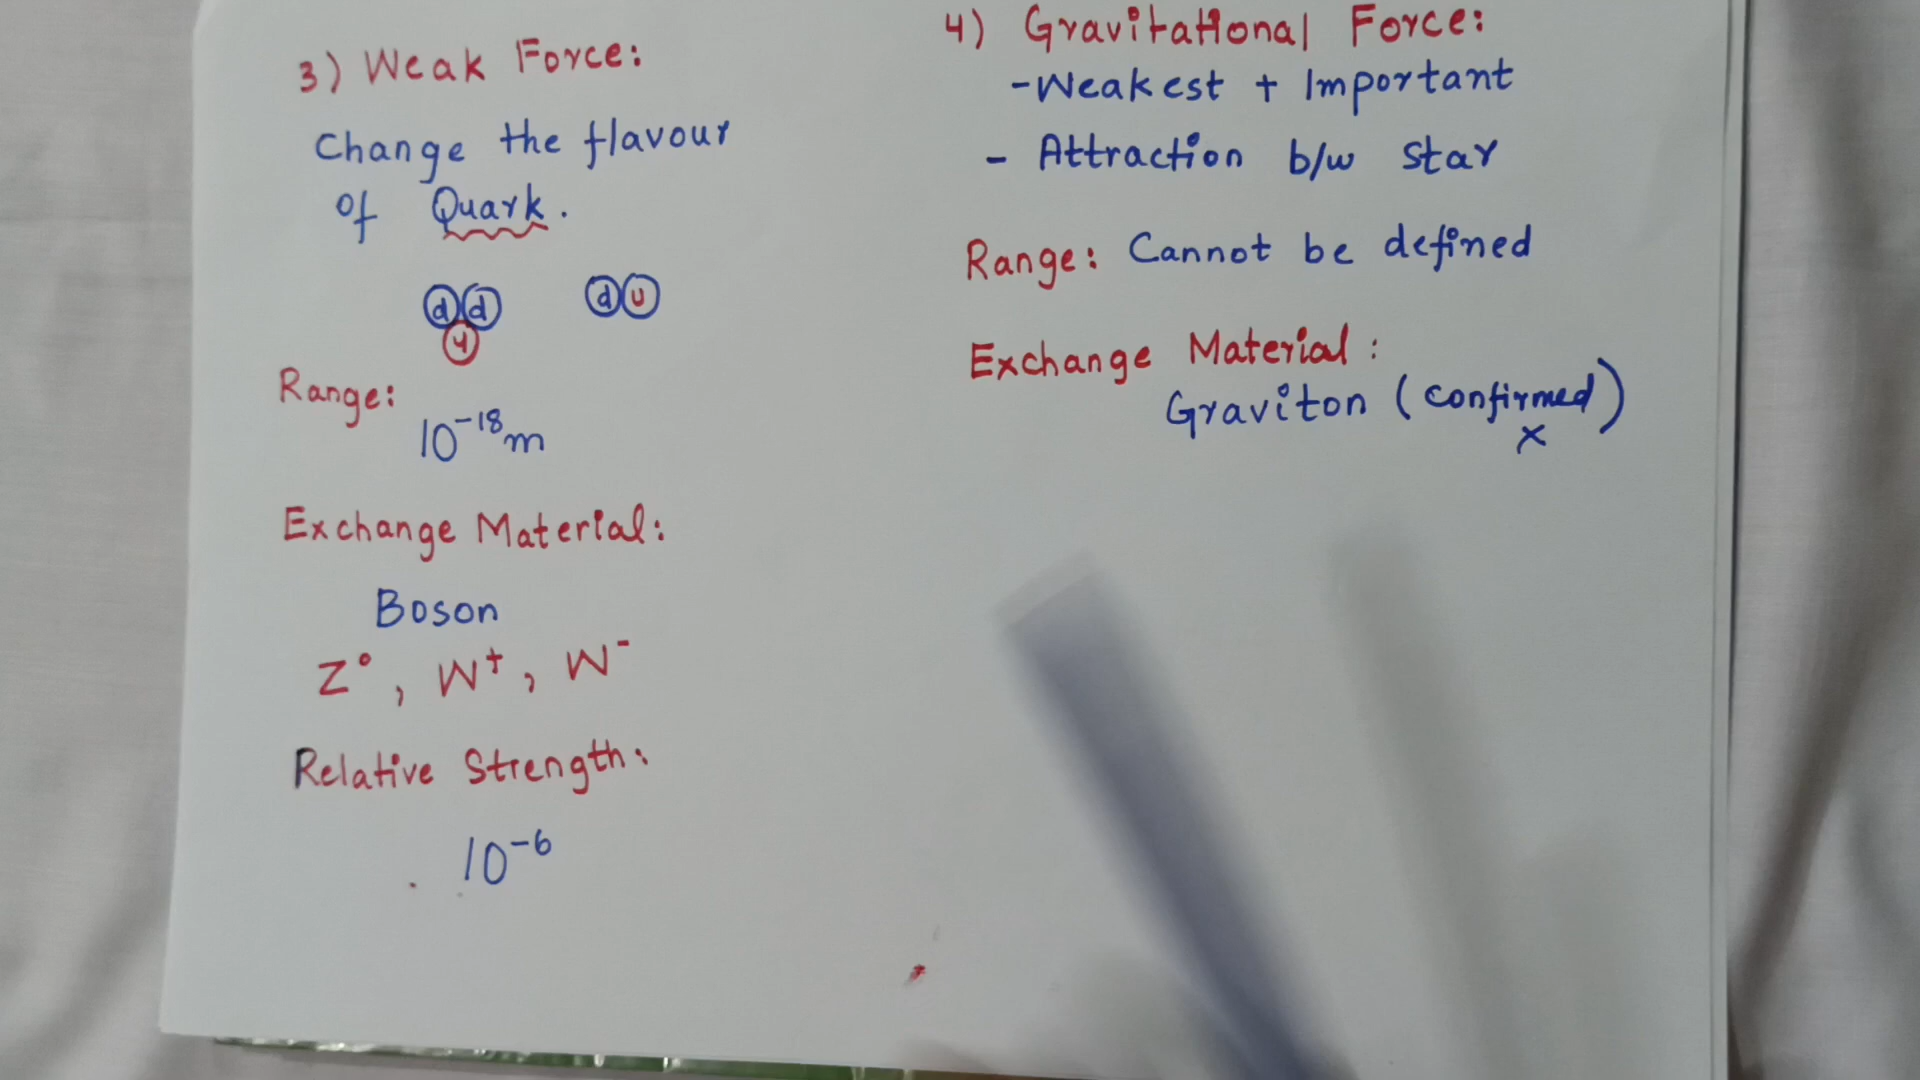 3) Weak Force:
Change the flavour
of Quark.
d d d u
u
Range:
10⁻¹⁸m
Exchange Material:
Boson
Z°, W⁺, W⁻
Relative Strength:
10⁻⁶
4) Gravitational Force:
-Weakest + Important
- Attraction b/w star
Range: Cannot be defined
Exchange Material:
Graviton (confirmed)
x